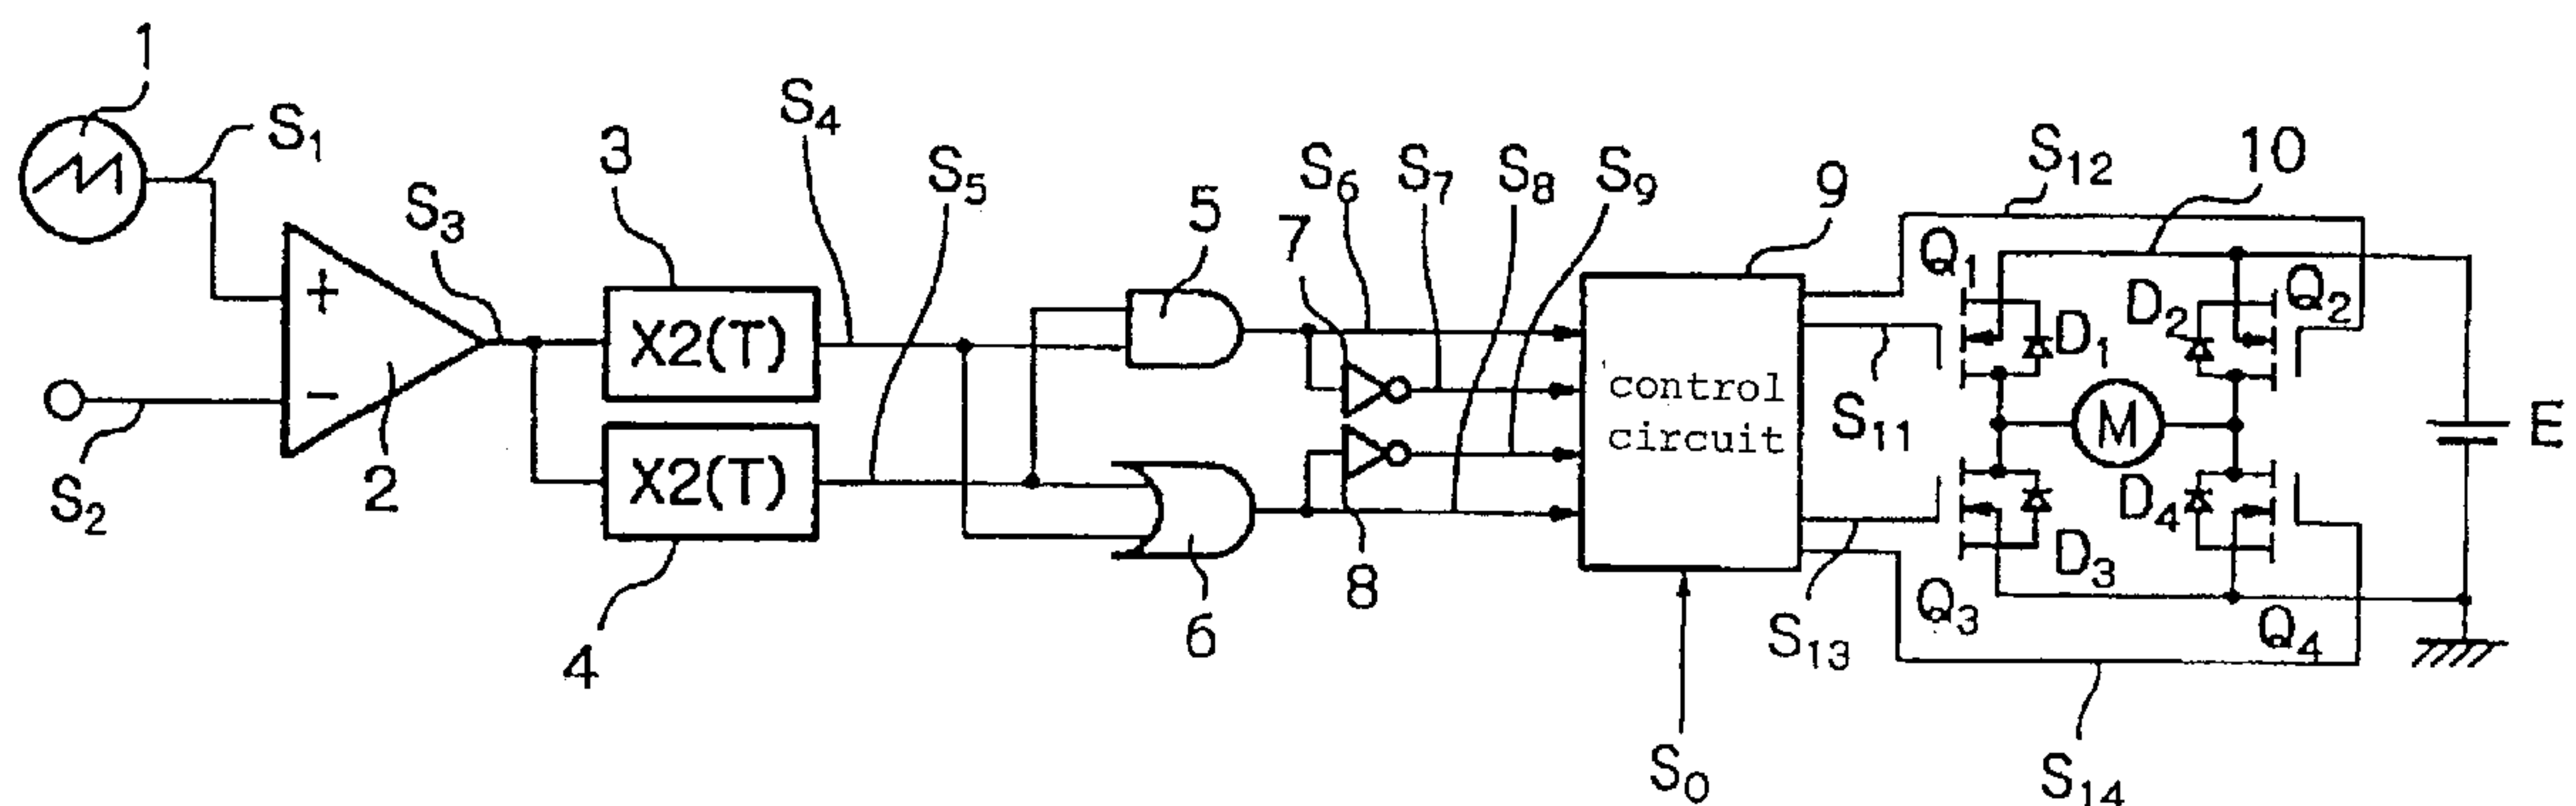 1
S1
S2
+
-
2
S3
3
X2(T)
X2(T)
4
S4
S5
5
6
7
8
S6
S7
S8
S9
9
control
circuit
S0
S12
S11
S13
S14
10
Q1
D1
D2
Q2
M
D3
Q3
D4
Q4
E